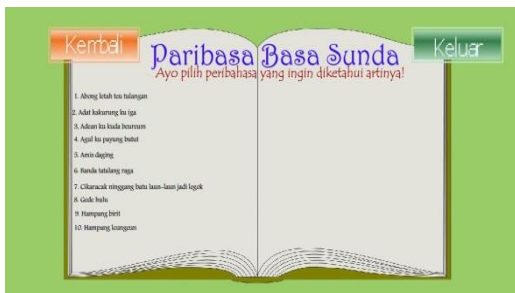 Kembali
Keluar
Paribasa Basa Sunda
Ayo pilih peribahasa yang ingin diketahui artinya!
1. Abong letah teu tulangan
2. Adat kakurung ku iga
3. Adean ku kuda beureum
4. Agul ku payung butut
5. Amis daging
6. Banda tatalang raga
7. Cikaracak ninggang batu laun-laun jadi legok
8. Gede hulu
9. Hampang birit
10. Hampang leungeun